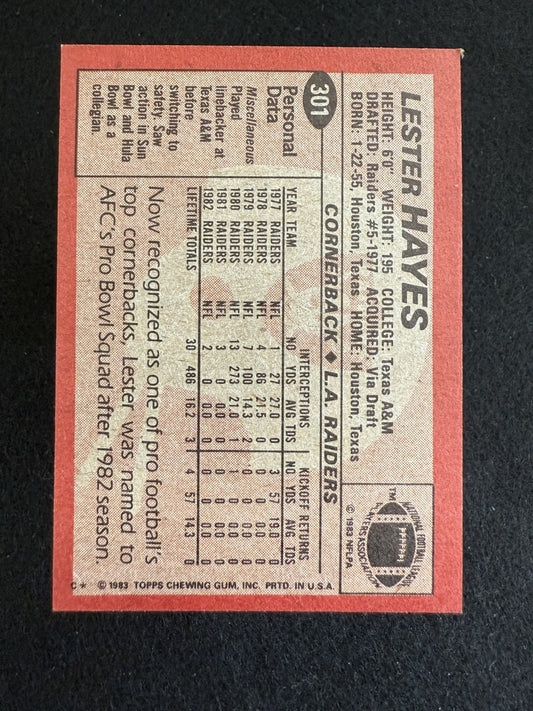 LESTER HAYES
HEIGHT: 6'0" WEIGHT: 195 COLLEGE: Texas A&M
DRAFTED: Raiders #5-1977 ACQUIRED: Via Draft
BORN: 1-22-55, Houston, Texas HOME: Houston, Texas
NATIONAL FOOTBALL LEAGUE
PLAYERS ASSOCIATION
TM
© 1983 NFLPA
301
CORNERBACK ◆ L.A. RAIDERS
Personal
Data
Miscellaneous
Played
linebacker at
Texas A&M
before
switching to
safety. Saw
action in Sun
Bowl and Hula
Bowl as a
collegian.
INTERCEPTIONS KICKOFF RETURNS
YEAR TEAM NO YDS AVG TDS NO YDS AVG TDS
1977 RAIDERS NFL 1 27 27.0 0 3 57 19.0 0
1978 RAIDERS NFL 4 86 21.5 0 0 0 0 0
1979 RAIDERS NFL 7 100 14.3 2 0 0 0 0
1980 RAIDERS NFL 13 273 21.0 1 1 0 0 0
1981 RAIDERS NFL 3 0 0 0 0 0 0 0
1982 RAIDERS NFL 2 0 0 0 0 0 0 0
LIFETIME TOTALS 30 486 16.2 3 4 57 14.3 0
Now recognized as one of pro football's
top cornerbacks, Lester was named to
AFC's Pro Bowl Squad after 1982 season.
C★ © 1983 TOPPS CHEWING GUM, INC. PRTD. IN U.S.A.